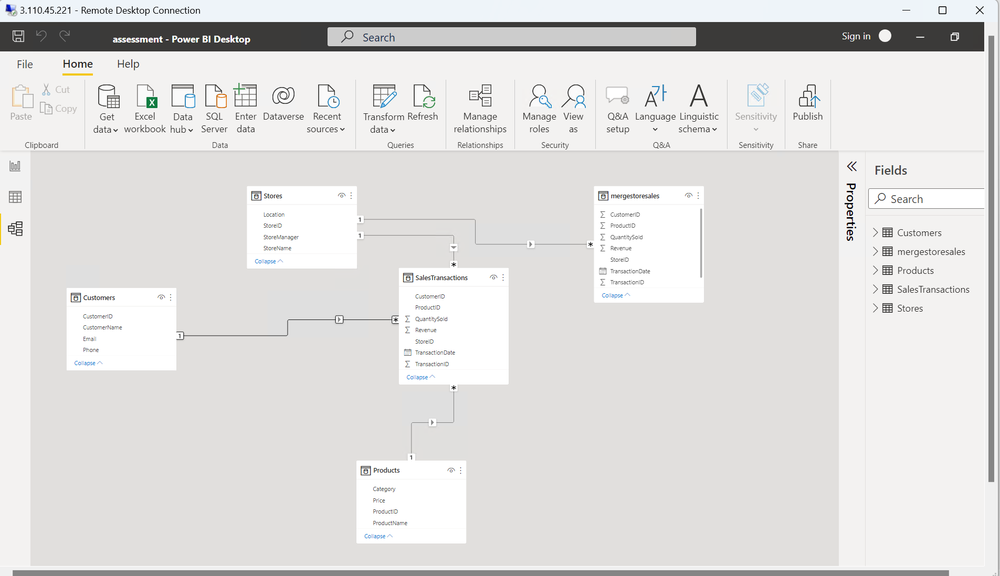 3.110.45.221 - Remote Desktop Connection
assessment - Power BI Desktop
Search
Sign in
File
Home
Help
Paste
Cut
Copy
Clipboard
Get data
Excel workbook
Data hub
SQL Server
Enter data
Dataverse
Recent sources
Data
Transform data
Refresh
Queries
Manage relationships
Relationships
Manage roles
View as
Security
Q&A setup
Language
Linguistic schema
Q&A
Sensitivity
Sensitivity
Publish
Share
Stores
Location
StoreID
StoreManager
StoreName
Collapse
1
1
*
*
mergestoresales
Σ CustomerID
Σ ProductID
Σ QuantitySold
Σ Revenue
StoreID
TransactionDate
Σ TransactionID
Collapse
Customers
CustomerID
CustomerName
Email
Phone
Collapse
1
*
SalesTransactions
CustomerID
ProductID
Σ QuantitySold
Σ Revenue
StoreID
TransactionDate
Σ TransactionID
Collapse
*
1
Products
Category
Price
ProductID
ProductName
Collapse
Properties
Fields
Search
Customers
mergestoresales
Products
SalesTransactions
Stores